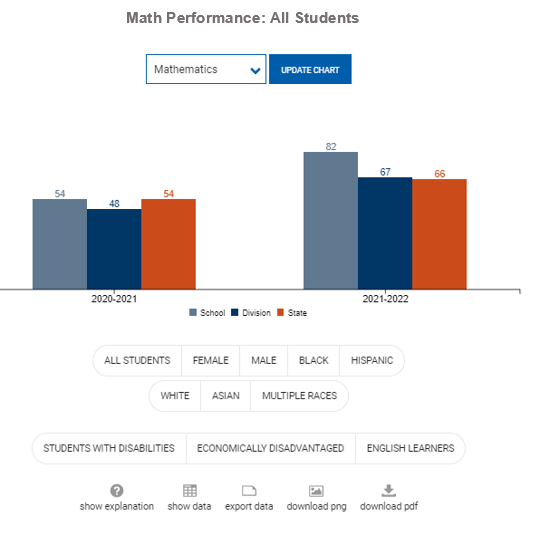 Math Performance: All Students
Mathematics UPDATE CHART
82
67 66
54 48 54
2020-2021 2021-2022
School Division State
ALL STUDENTS FEMALE MALE BLACK HISPANIC
WHITE ASIAN MULTIPLE RACES
STUDENTS WITH DISABILITIES ECONOMICALLY DISADVANTAGED ENGLISH LEARNERS
show explanation show data export data download png download pdf